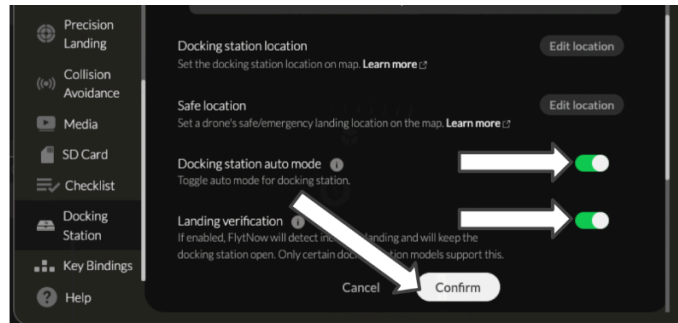 Precision
Landing
Collision
Avoidance
Media
SD Card
Checklist
Docking
Station
Key Bindings
Help
Docking station location
Edit location
Set the docking station location on map. Learn more
Safe location
Edit location
Set a drone's safe/emergency landing location on the map. Learn more
Docking station auto mode
Toggle auto mode for docking station.
Landing verification
If enabled, FlytNow will detect landing and will keep the
docking station open. Only certain models support this.
Cancel
Confirm